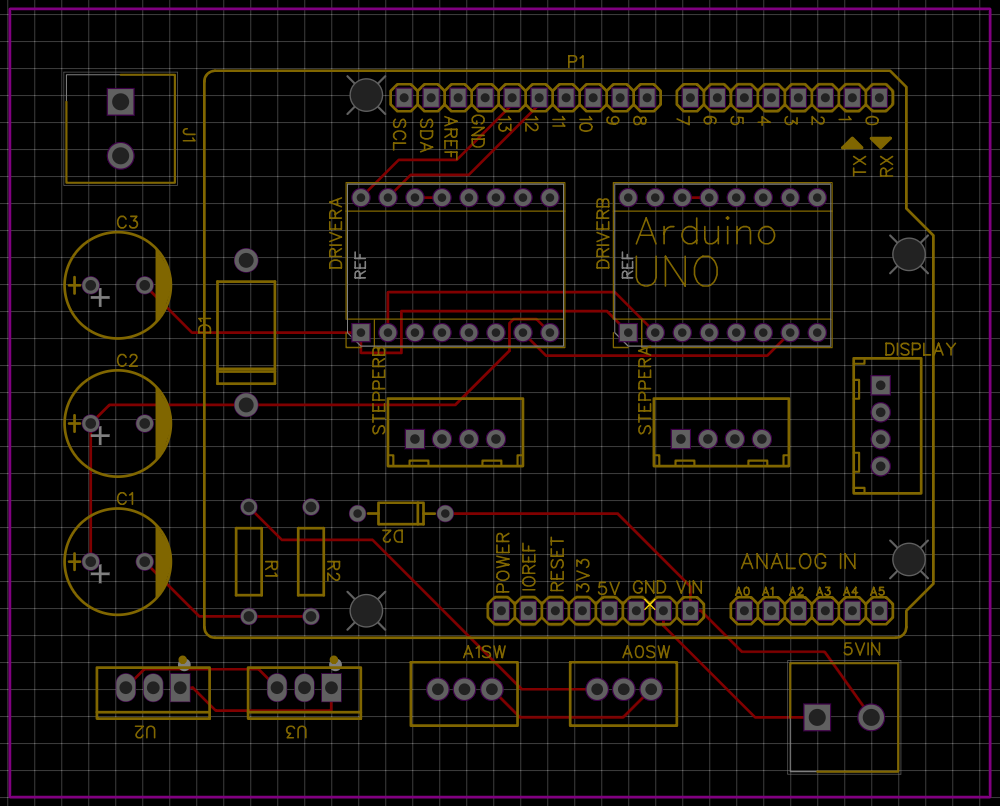 P1
J1
SCL
SDA
AREF
GND
13
12
11
10
9
8
7
6
5
4
3
2
1
0
TX
RX
C3
DRIVERA
REF
DRIVERB
REF
Arduino
UNO
D1
C2
STEPPERB
STEPPERA
DISPLAY
C1
D2
R1
R2
POWER
IOREF
RESET
3V3
5V
GND
VIN
ANALOG IN
A0
A1
A2
A3
A4
A5
U2
U3
A1SW
A0SW
5VIN